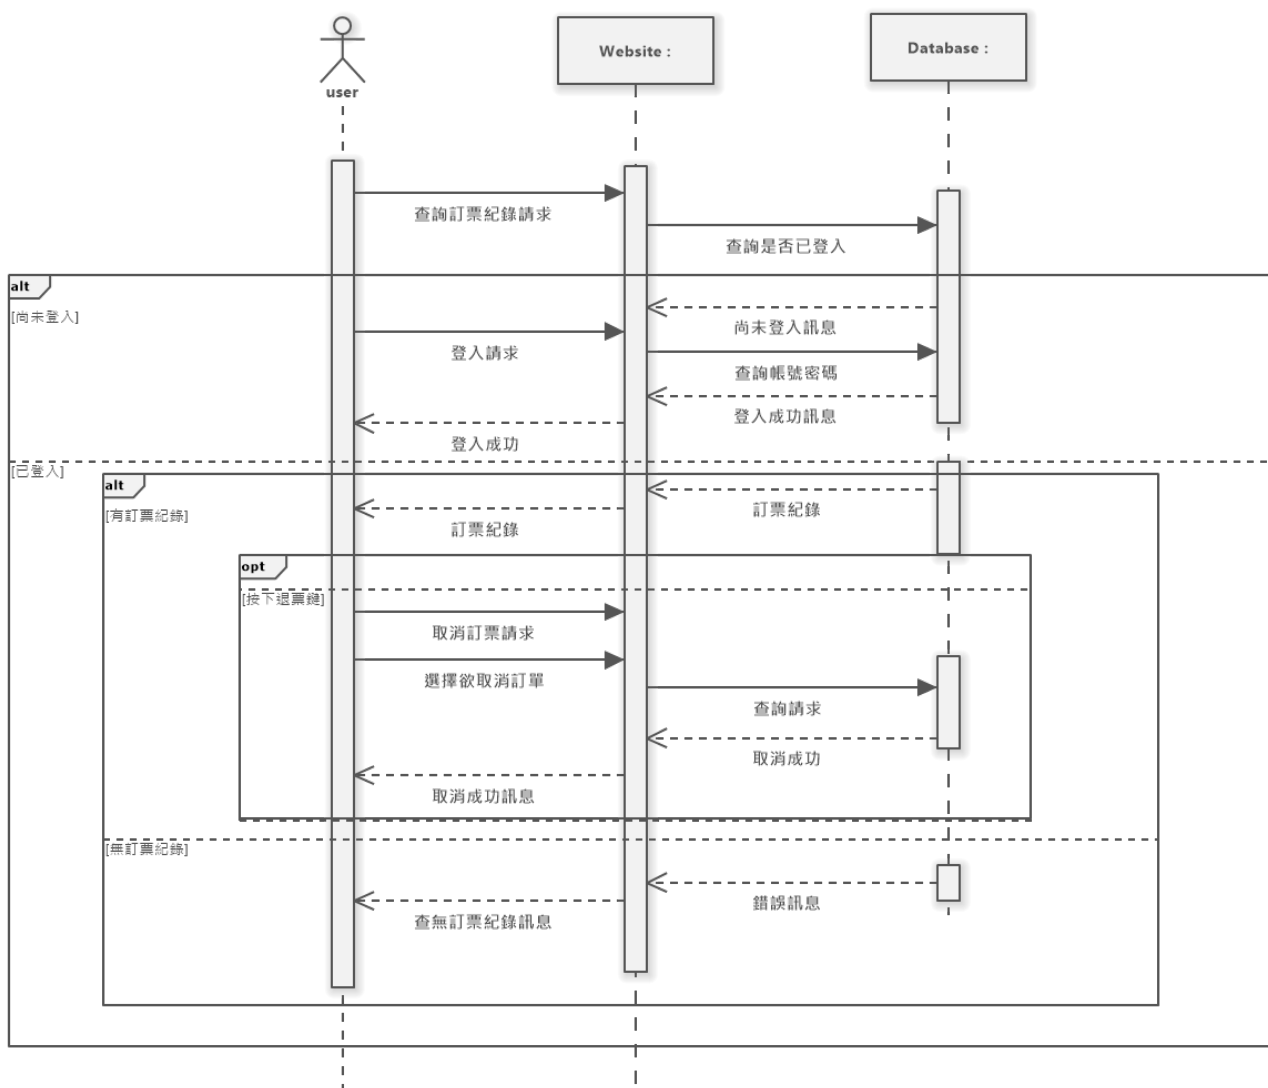 user
Website :
Database :
查詢訂票紀錄請求
查詢是否已登入
alt
[尚未登入]
尚未登入訊息
登入請求
查詢帳號密碼
登入成功訊息
登入成功
[已登入]
alt
[有訂票紀錄]
訂票紀錄
訂票紀錄
opt
[按下退票鍵]
取消訂票請求
選擇欲取消訂單
查詢請求
取消成功
取消成功訊息
[無訂票紀錄]
錯誤訊息
查無訂票紀錄訊息